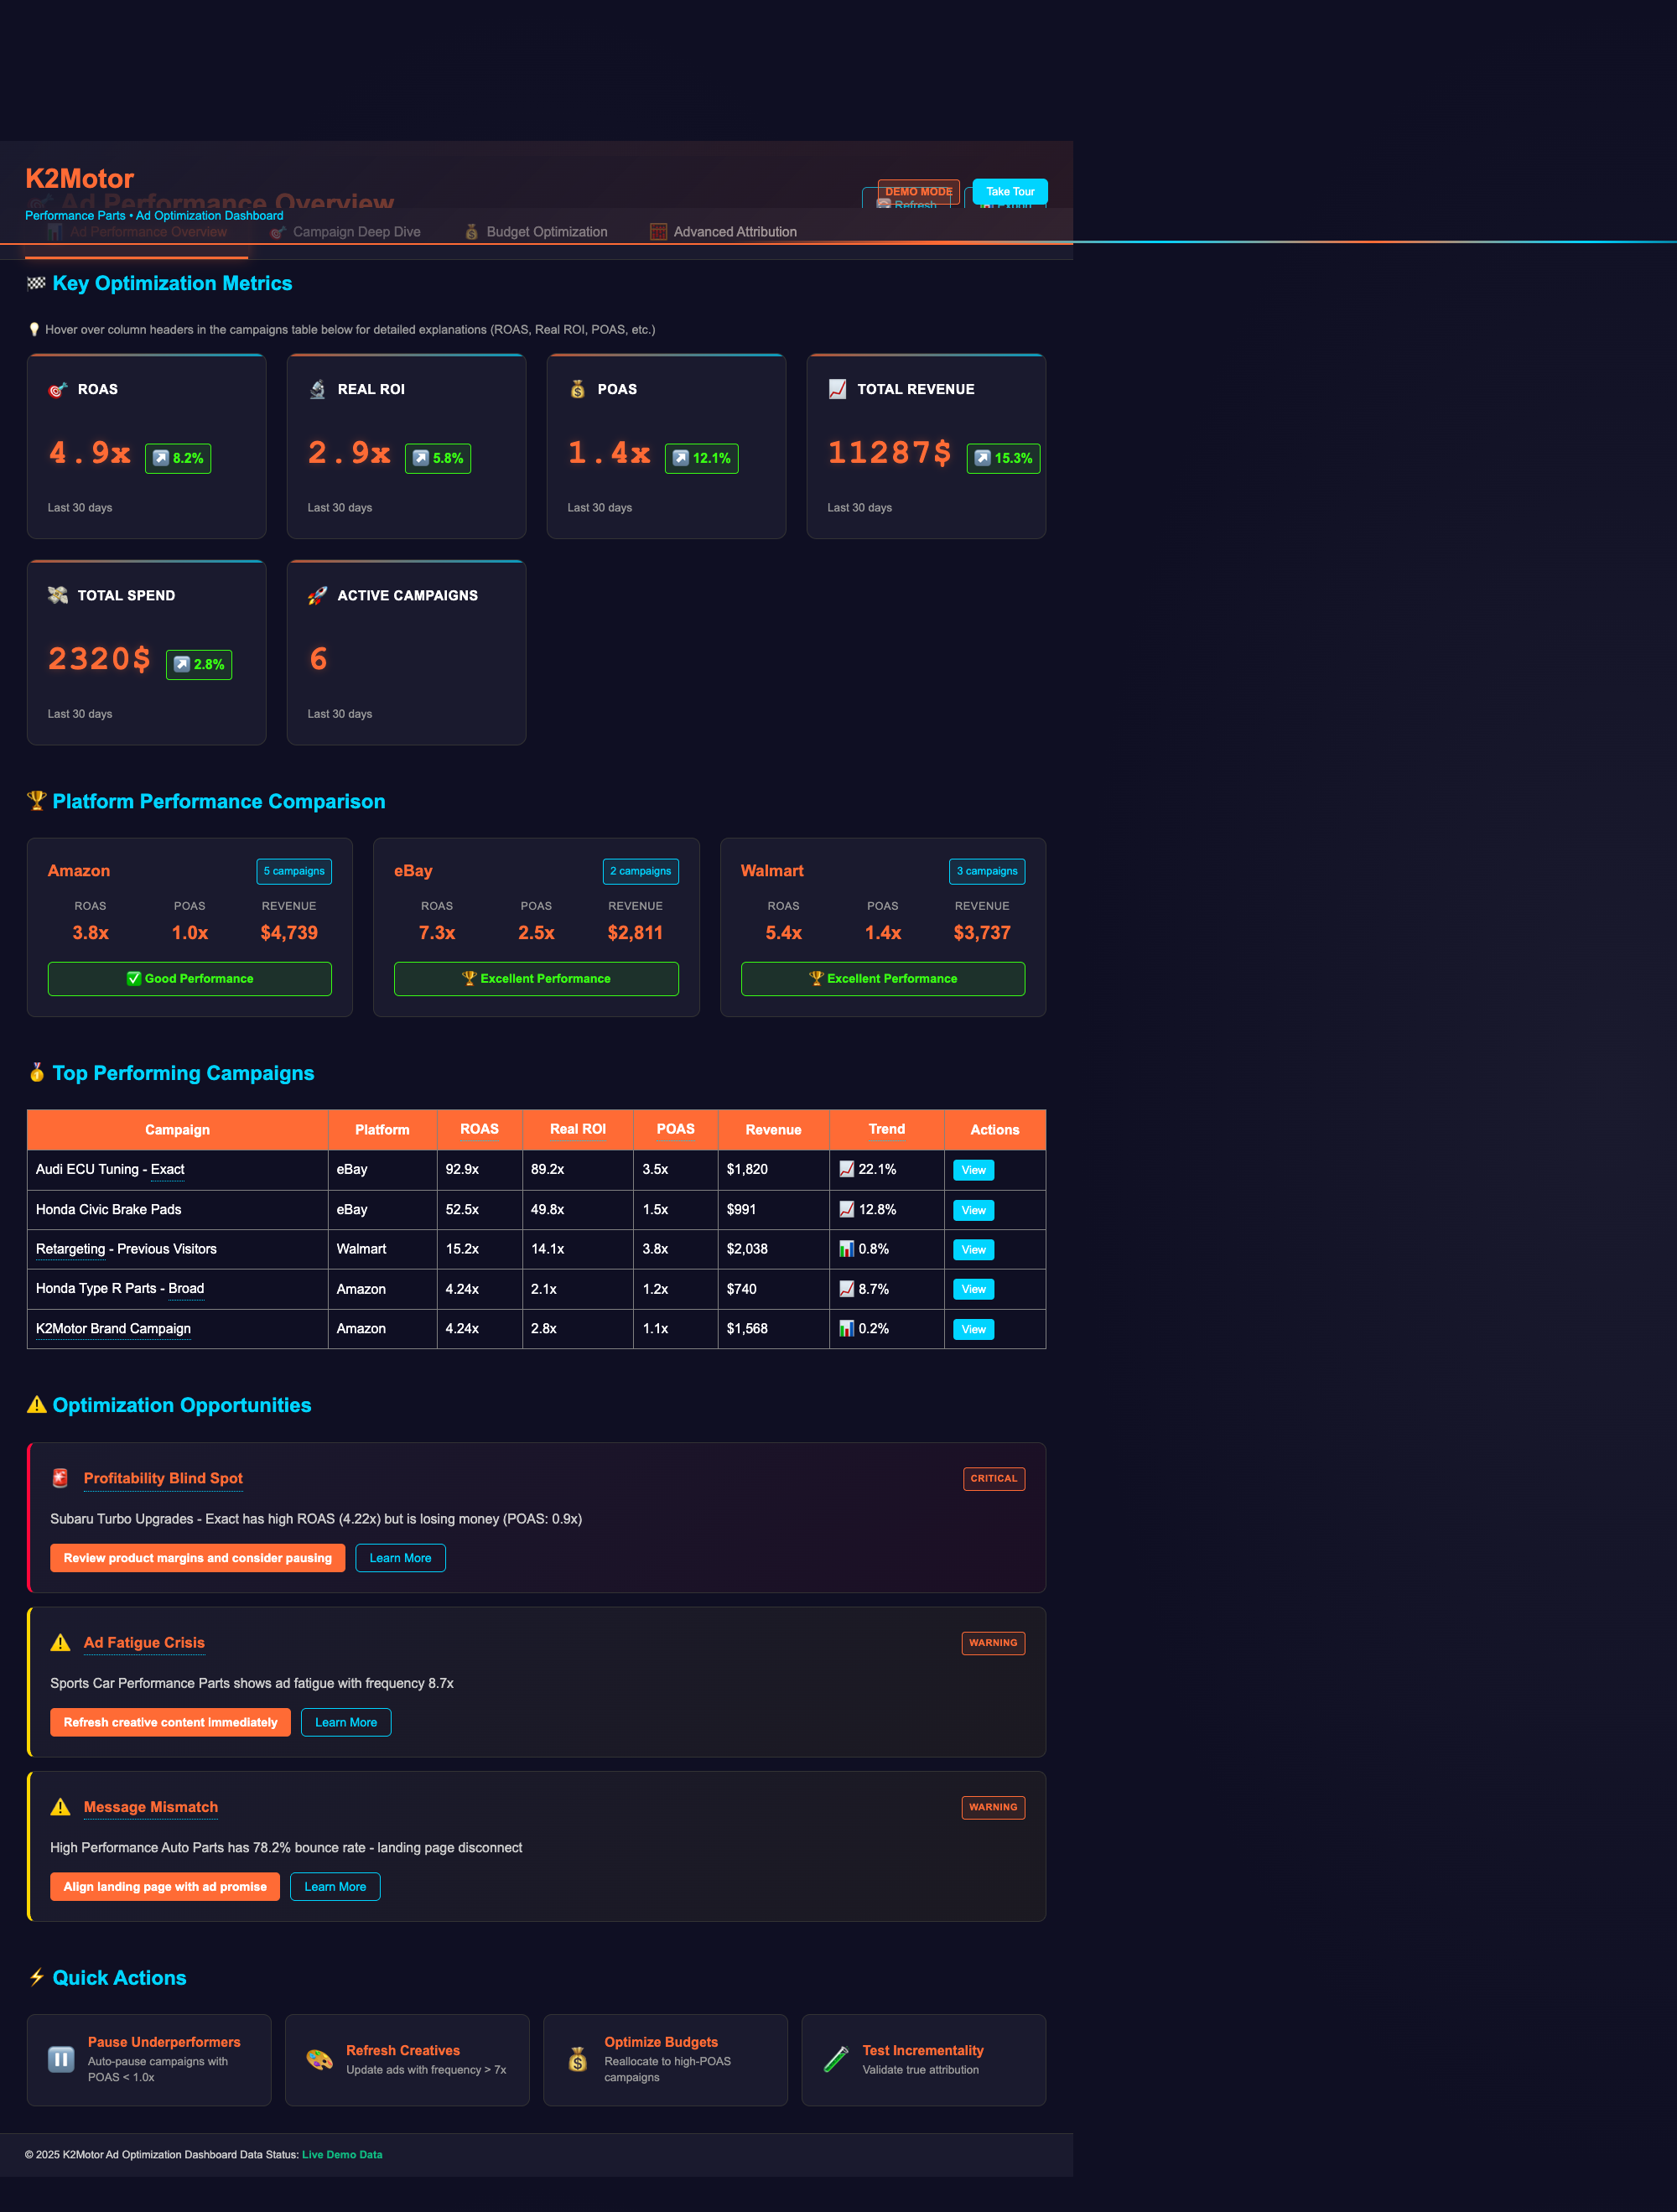 K2Motor
Ad Performance Overview
Performance Parts • Ad Optimization Dashboard
DEMO MODE
Refresh
Export
Take Tour
Ad Performance Overview
Campaign Deep Dive
Budget Optimization
Advanced Attribution
Key Optimization Metrics
Hover over column headers in the campaigns table below for detailed explanations (ROAS, Real ROI, POAS, etc.)
ROAS
4.9x 8.2%
Last 30 days
REAL ROI
2.9x 5.8%
Last 30 days
POAS
1.4x 12.1%
Last 30 days
TOTAL REVENUE
11287$ 15.3%
Last 30 days
TOTAL SPEND
2320$ 2.8%
Last 30 days
ACTIVE CAMPAIGNS
6
Last 30 days
Platform Performance Comparison
Amazon 5 campaigns
ROAS POAS REVENUE
3.8x 1.0x $4,739
Good Performance
eBay 2 campaigns
ROAS POAS REVENUE
7.3x 2.5x $2,811
Excellent Performance
Walmart 3 campaigns
ROAS POAS REVENUE
5.4x 1.4x $3,737
Excellent Performance
Top Performing Campaigns
Campaign Platform ROAS Real ROI POAS Revenue Trend Actions
Audi ECU Tuning - Exact eBay 92.9x 89.2x 3.5x $1,820 22.1% View
Honda Civic Brake Pads eBay 52.5x 49.8x 1.5x $991 12.8% View
Retargeting - Previous Visitors Walmart 15.2x 14.1x 3.8x $2,038 0.8% View
Honda Type R Parts - Broad Amazon 4.24x 2.1x 1.2x $740 8.7% View
K2Motor Brand Campaign Amazon 4.24x 2.8x 1.1x $1,568 0.2% View
Optimization Opportunities
Profitability Blind Spot CRITICAL
Subaru Turbo Upgrades - Exact has high ROAS (4.22x) but is losing money (POAS: 0.9x)
Review product margins and consider pausing Learn More
Ad Fatigue Crisis WARNING
Sports Car Performance Parts shows ad fatigue with frequency 8.7x
Refresh creative content immediately Learn More
Message Mismatch WARNING
High Performance Auto Parts has 78.2% bounce rate - landing page disconnect
Align landing page with ad promise Learn More
Quick Actions
Pause Underperformers
Auto-pause campaigns with
POAS < 1.0x
Refresh Creatives
Update ads with frequency > 7x
Optimize Budgets
Reallocate to high-POAS
campaigns
Test Incrementality
Validate true attribution
© 2025 K2Motor Ad Optimization Dashboard Data Status: Live Demo Data